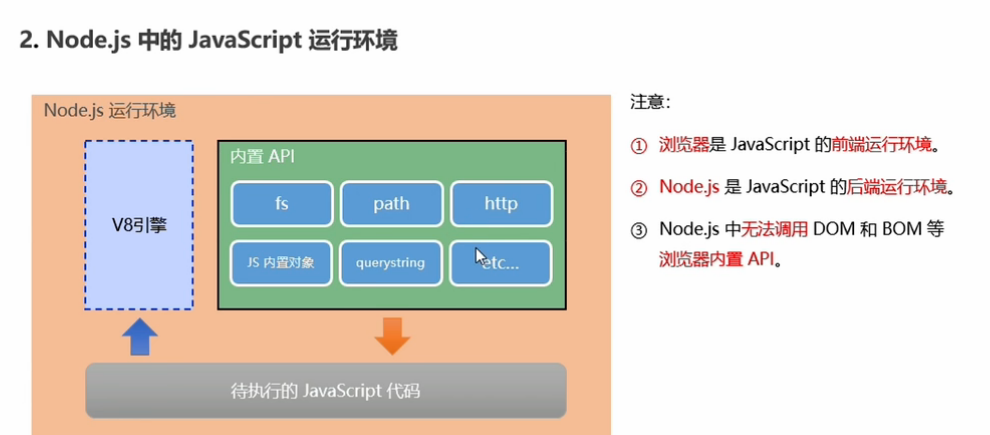 2. Node.js 中的 JavaScript 运行环境
Node.js 运行环境
V8引擎
内置 API
fs
path
http
JS 内置对象
querystring
etc...
待执行的 JavaScript 代码
注意：
① 浏览器是 JavaScript 的前端运行环境。
② Node.js 是 JavaScript 的后端运行环境。
③ Node.js 中无法调用 DOM 和 BOM 等
浏览器内置 API。